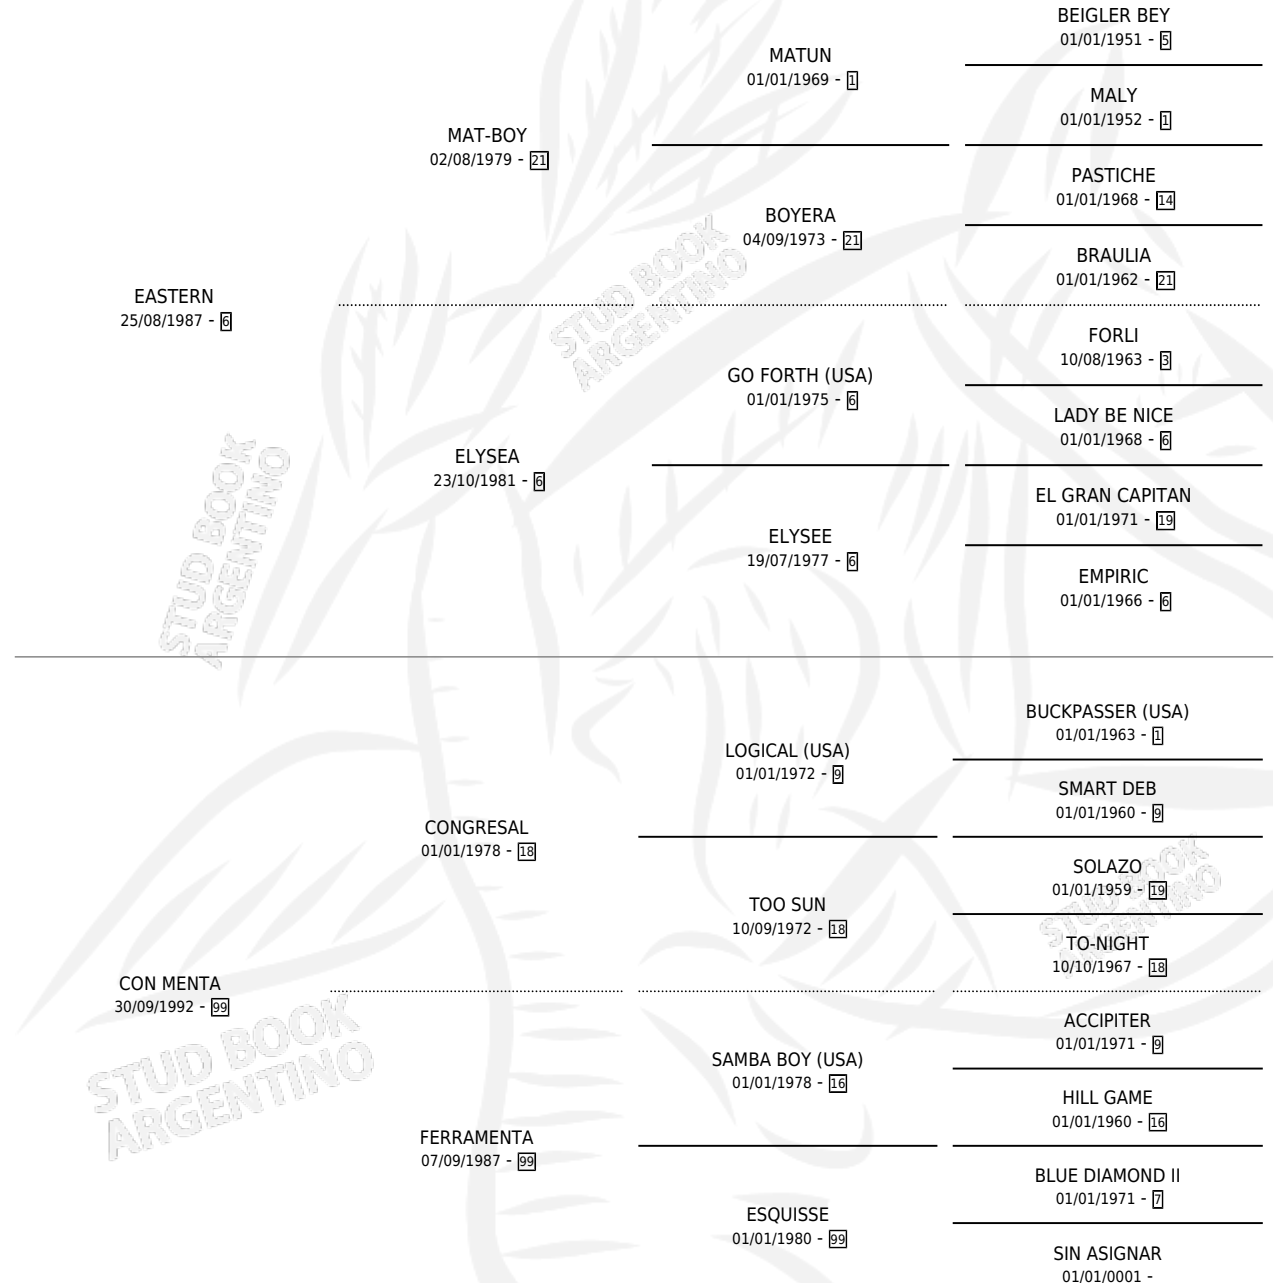 BEIGLER BEY
01/01/1951 - 5
MATUN
01/01/1969 - 1
MALY
01/01/1952 - 1
MAT-BOY
02/08/1979 - 21
PASTICHE
01/01/1968 - 14
BOYERA
04/09/1973 - 21
BRAULIA
01/01/1962 - 21
EASTERN
25/08/1987 - 6
FORLI
10/08/1963 - 3
GO FORTH (USA)
01/01/1975 - 6
LADY BE NICE
01/01/1968 - 6
ELYSEA
23/10/1981 - 6
EL GRAN CAPITAN
01/01/1971 - 19
ELYSEE
19/07/1977 - 6
EMPIRIC
01/01/1966 - 6
BUCKPASSER (USA)
01/01/1963 - 1
LOGICAL (USA)
01/01/1972 - 9
SMART DEB
01/01/1960 - 9
CONGRESAL
01/01/1978 - 18
SOLAZO
01/01/1959 - 19
TOO SUN
10/09/1972 - 18
TO-NIGHT
10/10/1967 - 18
CON MENTA
30/09/1992 - 99
ACCIPITER
01/01/1971 - 9
SAMBA BOY (USA)
01/01/1978 - 16
HILL GAME
01/01/1960 - 16
FERRAMENTA
07/09/1987 - 99
BLUE DIAMOND II
01/01/1971 - 7
ESQUISSE
01/01/1980 - 99
SIN ASIGNAR
01/01/0001 -
STUD BOOK
ARGENTINO
STUD BOOK
ARGENTINO
STUD BOOK
ARGENTINO
STUD BOOK
ARGENTINO